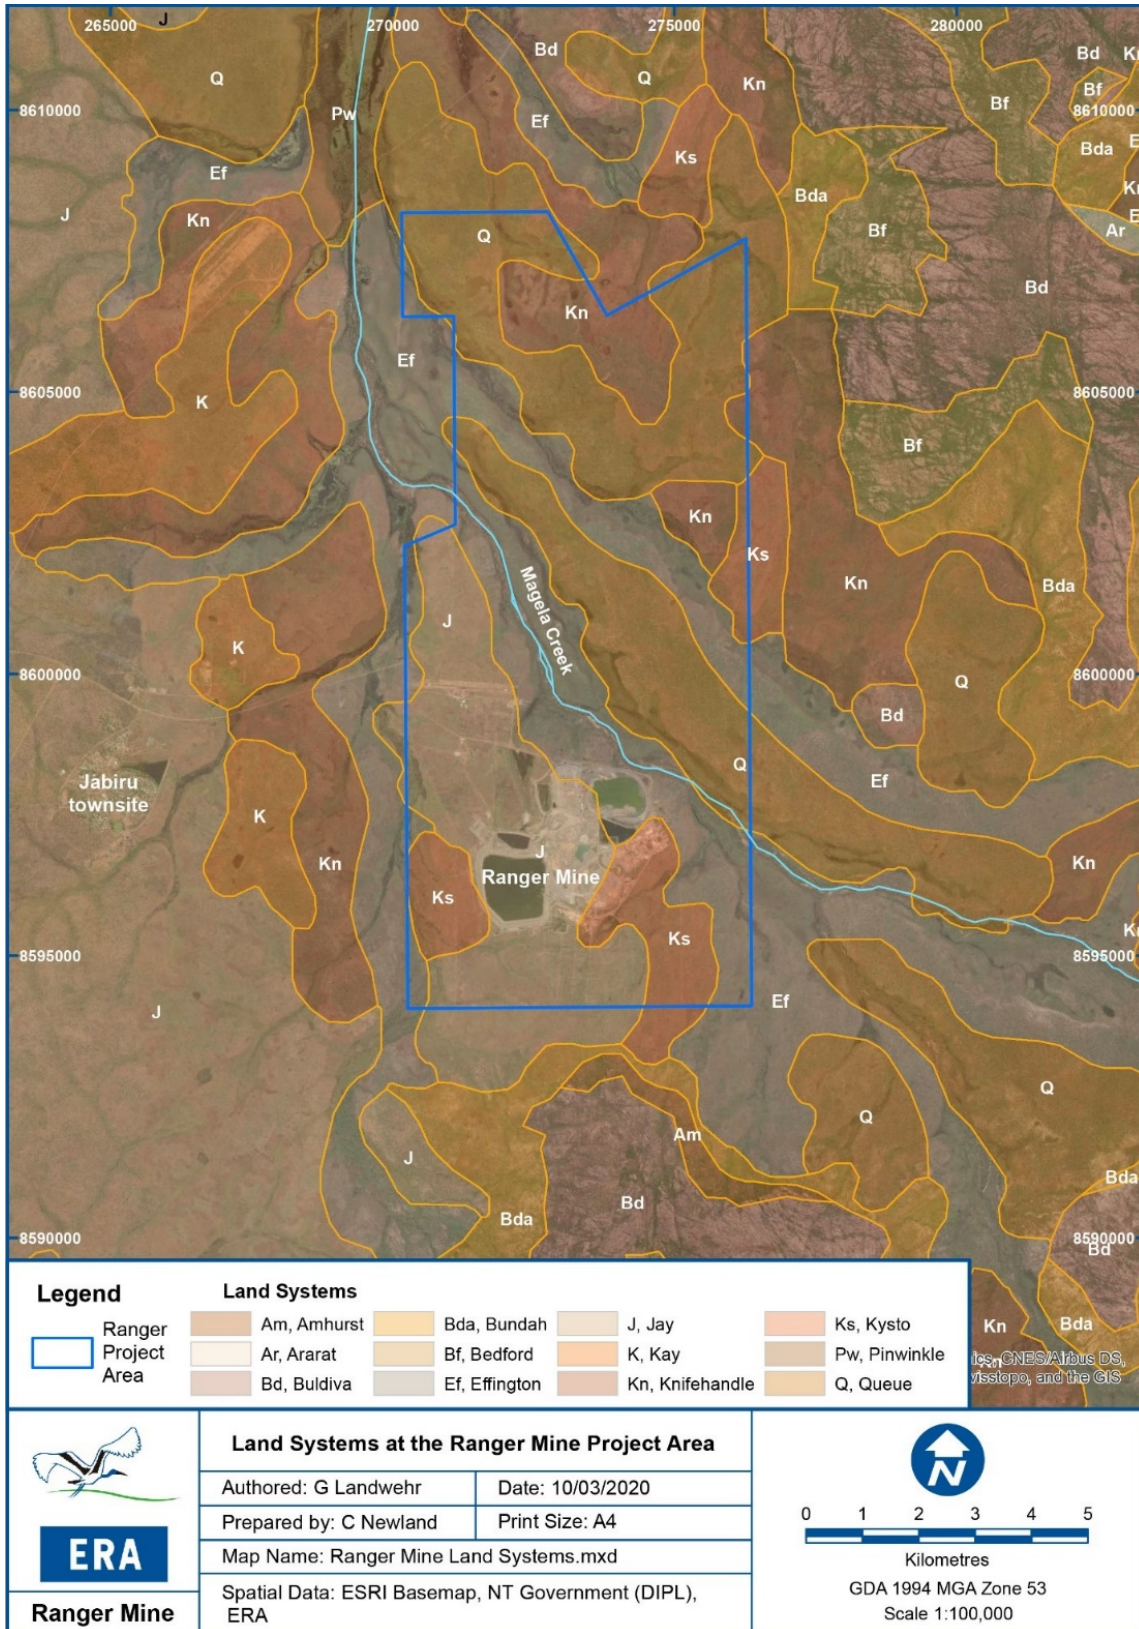 265000
270000
275000
280000
J
Bd
Bd
Q
Q
Kn
Bf
8610000
Pw
Ef
Bf
8610000
Ks
Bda
Ef
Bda
J
Kn
Q
Bf
Ar
Bd
Kn
Ef
8605000
K
8605000
Bf
Kn
Ks
Kn
Bda
Magela Creek
J
K
8600000
Q
8600000
Bd
Jabiru
townsite
Q
Ef
K
Kn
J
Kn
Ranger Mine
Ks
Ks
8595000
8595000
J
Ef
Q
Q
Am
J
Bda
Bd
Bda
8590000
8590000
Bd
Bda
Kn
Legend
Ranger
Project
Area
Land Systems
Am, Amhurst
Bda, Bundah
J, Jay
Ks, Kysto
Ar, Ararat
Bf, Bedford
K, Kay
Pw, Pinwinkle
Bd, Buldiva
Ef, Effington
Kn, Knifehandle
Q, Queue
CNES/Airbus DS,
and the GIS
ERA
Ranger Mine
Land Systems at the Ranger Mine Project Area
Authored: G Landwehr
Date: 10/03/2020
Prepared by: C Newland
Print Size: A4
Map Name: Ranger Mine Land Systems.mxd
Spatial Data: ESRI Basemap, NT Government (DIPL),
ERA
N
0 1 2 3 4 5
Kilometres
GDA 1994 MGA Zone 53
Scale 1:100,000